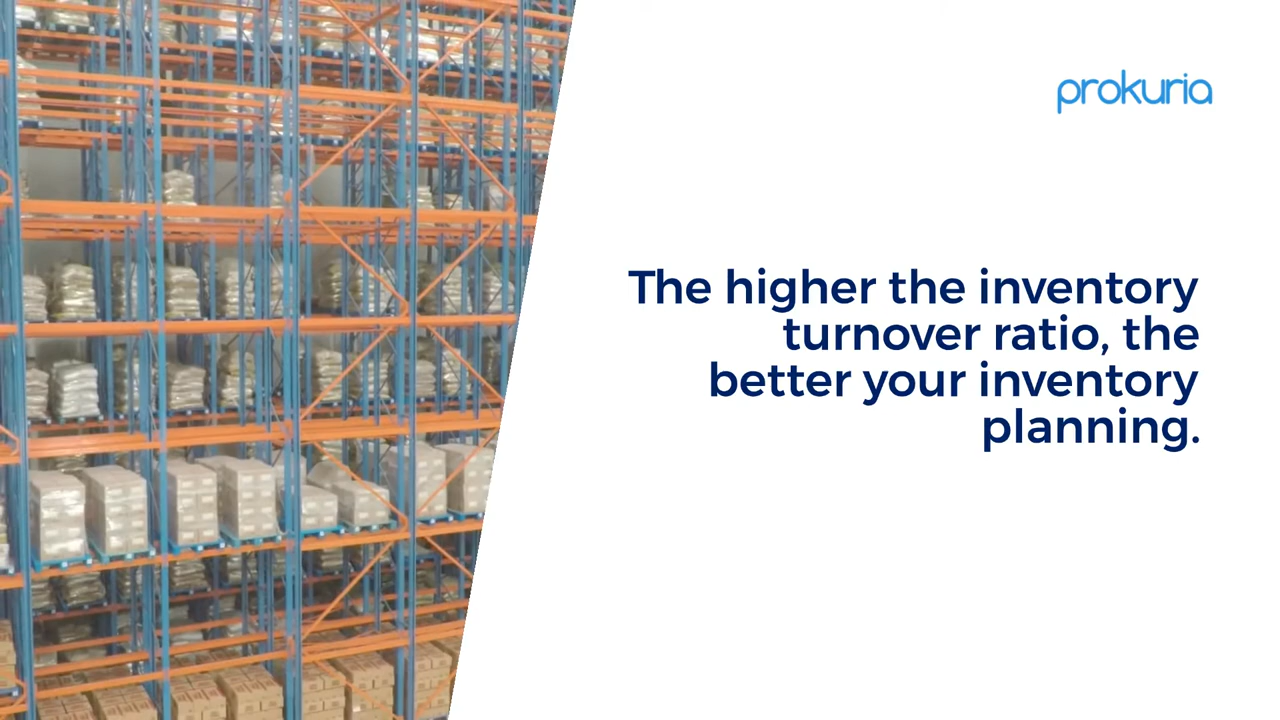 prokuria
The higher the inventory
turnover ratio, the
better your inventory
planning.